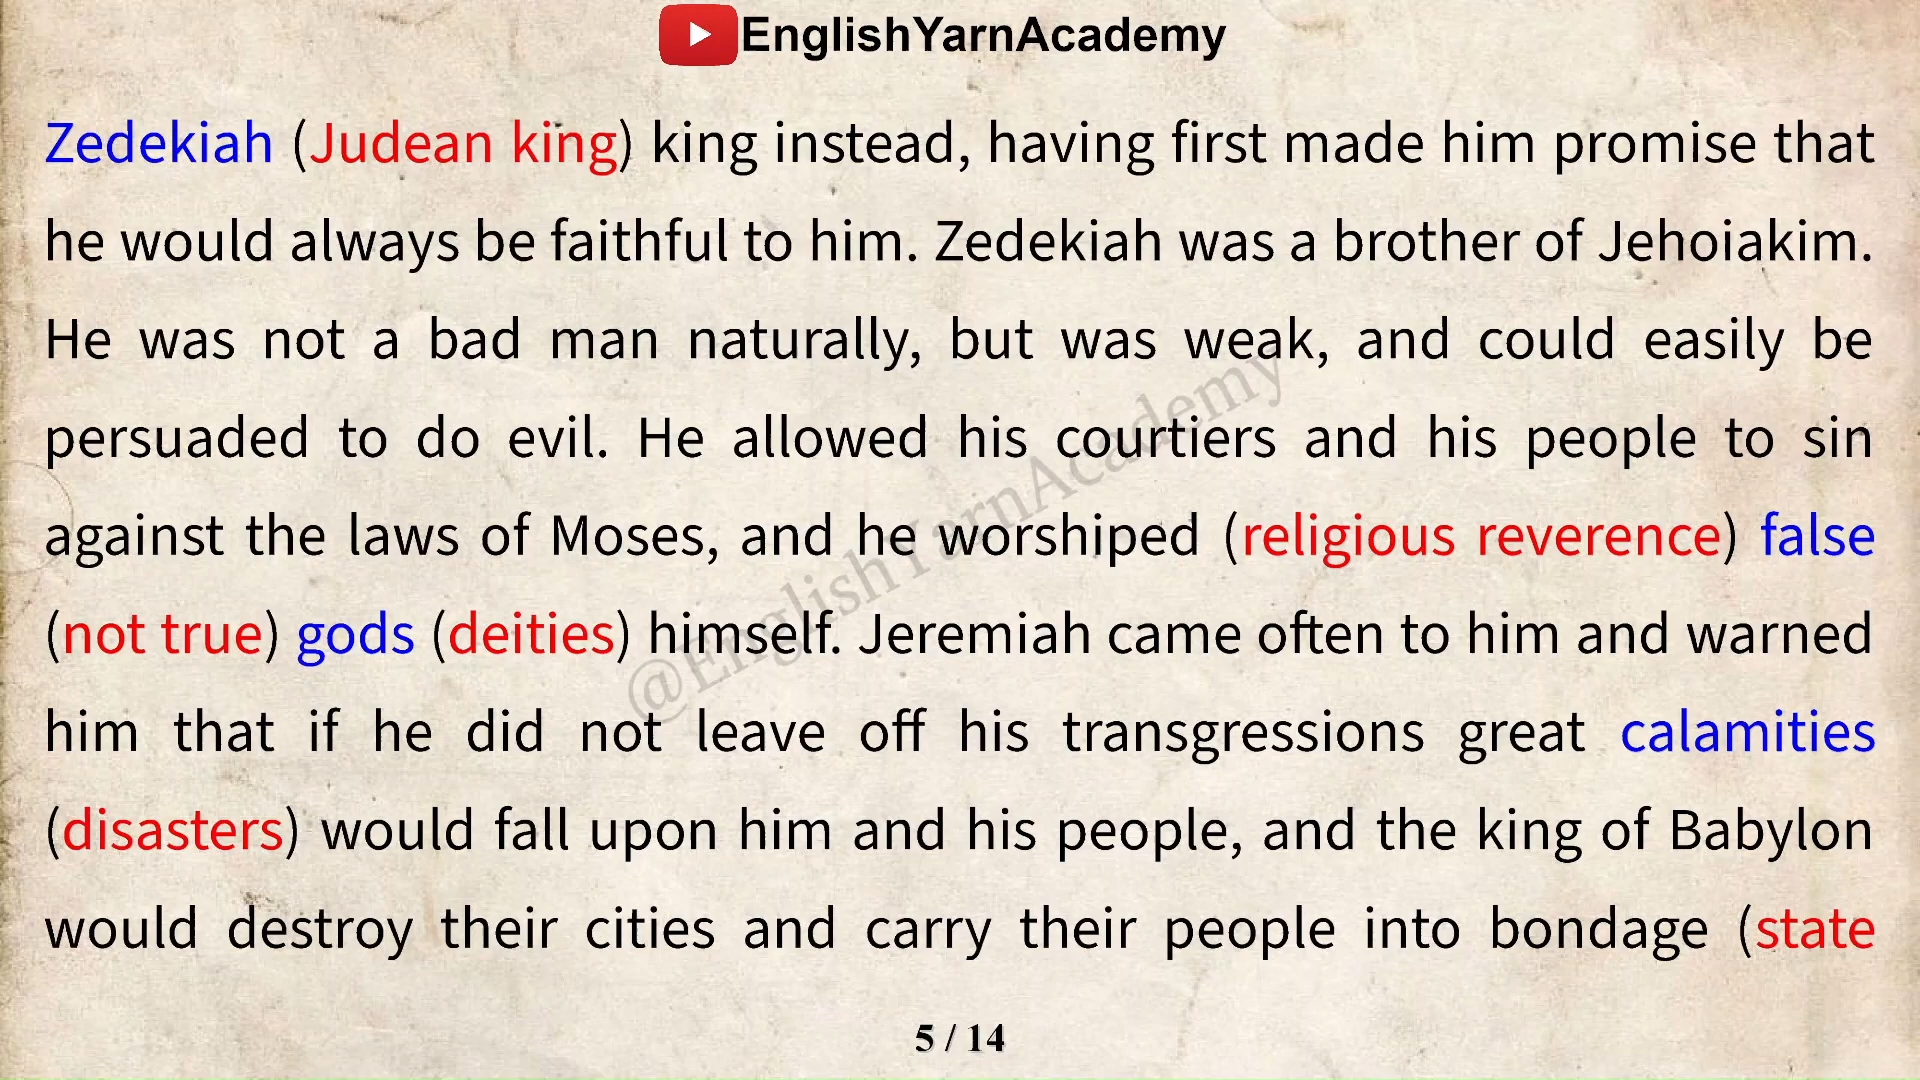 EnglishYarnAcademy
Zedekiah (Judean king) king instead, having first made him promise that
he would always be faithful to him. Zedekiah was a brother of Jehoiakim.
He was not a bad man naturally, but was weak, and could easily be
persuaded to do evil. He allowed his courtiers and his people to sin
against the laws of Moses, and he worshiped (religious reverence) false
(not true) gods (deities) himself. Jeremiah came often to him and warned
him that if he did not leave off his transgressions great calamities
(disasters) would fall upon him and his people, and the king of Babylon
would destroy their cities and carry their people into bondage (state
@EnglishYarnAcademy
5 / 14